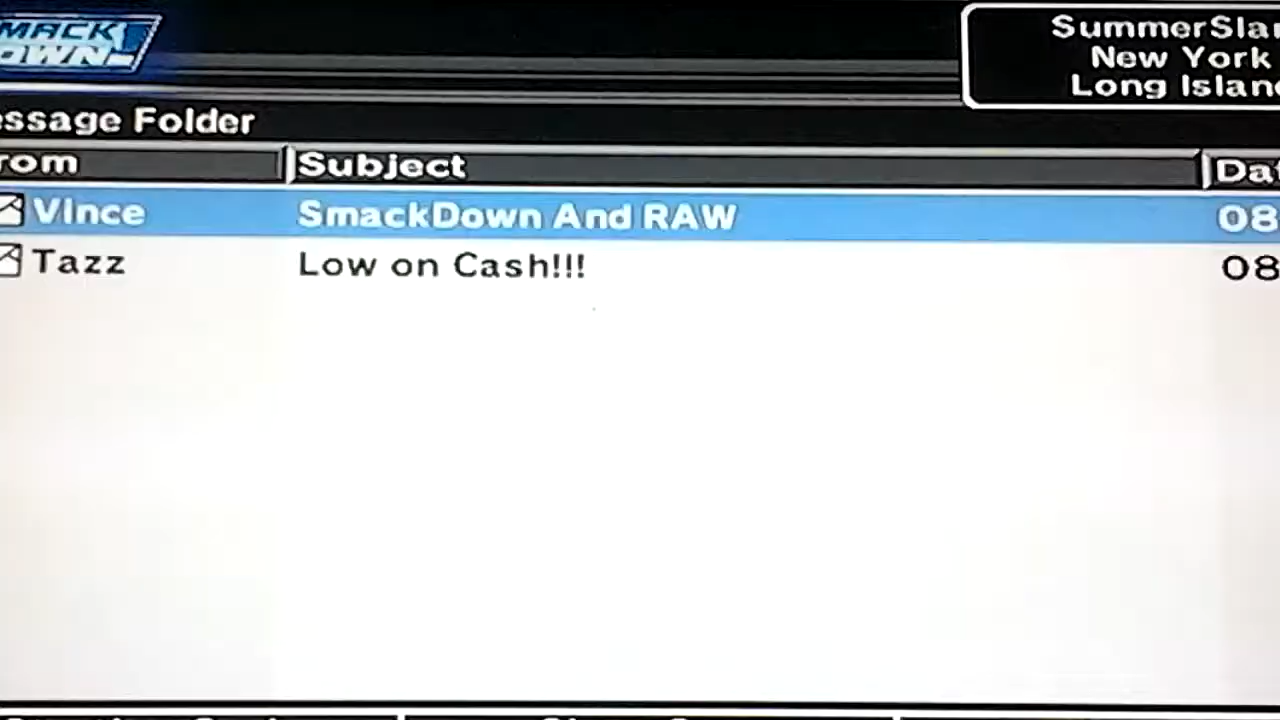 MACK
OWN!
SummerSla
New York
Long Islan
essage Folder
rom
Subject
Dat
Vince
SmackDown And RAW
08
Tazz
Low on Cash!!!
08